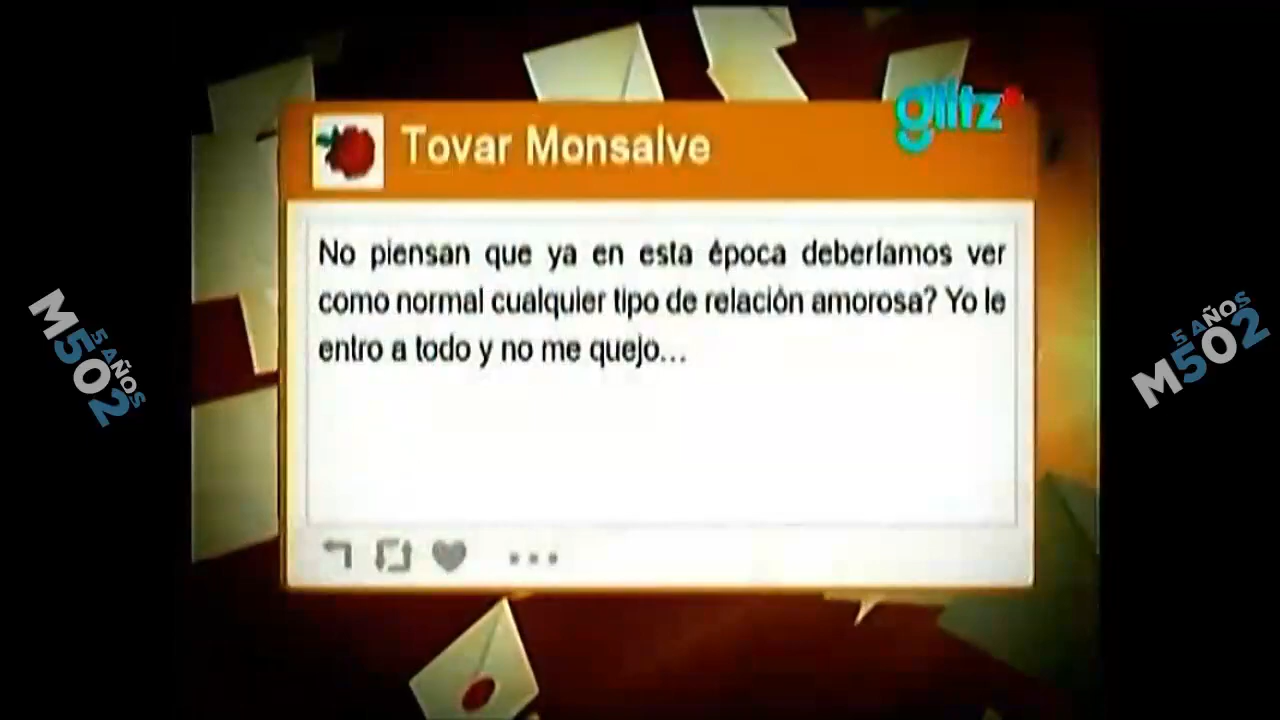 glitz
Tovar Monsalve
No piensan que ya en esta época deberíamos ver
como normal cualquier tipo de relación amorosa? Yo le
entro a todo y no me quejo...
M502
5 AÑOS
5 AÑOS
M502